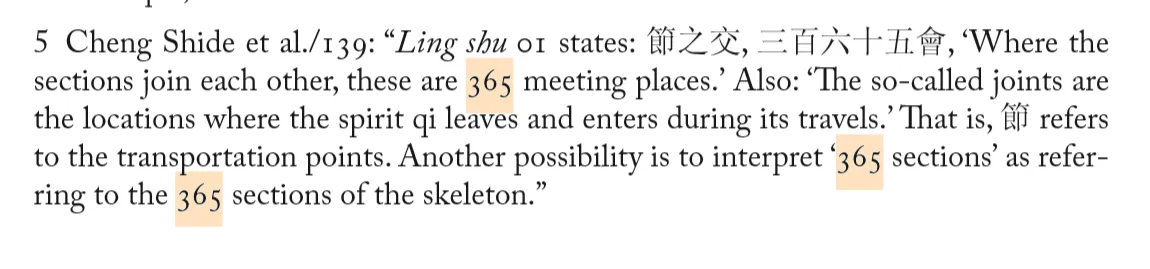 5 Cheng Shide et al./139: “Ling shu 01 states: 節之交, 三百六十五會, ‘Where the
sections join each other, these are 365 meeting places.’ Also: ‘The so-called joints are
the locations where the spirit qi leaves and enters during its travels.’ That is, 節 refers
to the transportation points. Another possibility is to interpret ‘365 sections’ as refer-
ring to the 365 sections of the skeleton.”